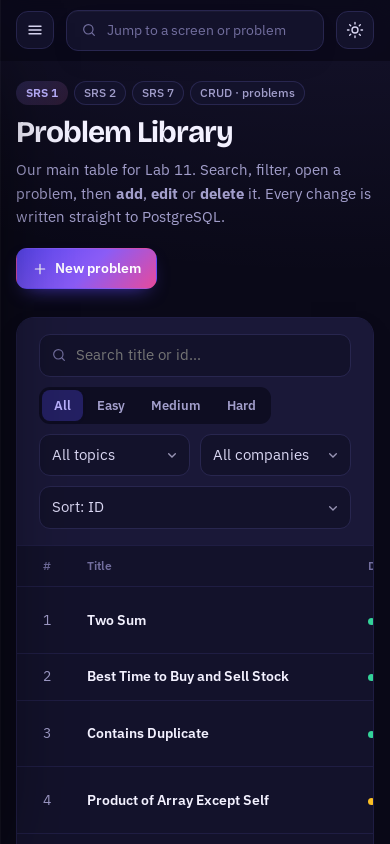 Jump to a screen or problem
SRS 1 SRS 2 SRS 7 CRUD · problems
Problem Library
Our main table for Lab 11. Search, filter, open a
problem, then add, edit or delete it. Every change is
written straight to PostgreSQL.
New problem
Search title or id...
All Easy Medium Hard
All topics All companies
Sort: ID
# Title
1 Two Sum
2 Best Time to Buy and Sell Stock
3 Contains Duplicate
4 Product of Array Except Self